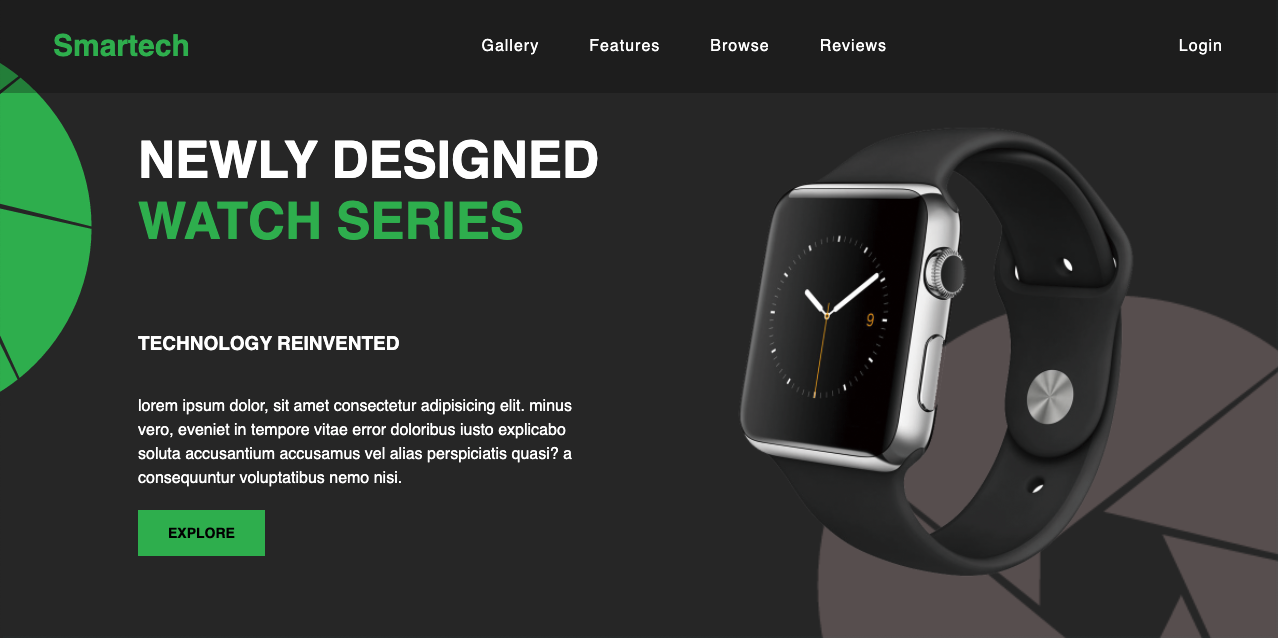 Smartech
Gallery Features Browse Reviews Login
NEWLY DESIGNED
WATCH SERIES
TECHNOLOGY REINVENTED
lorem ipsum dolor, sit amet consectetur adipisicing elit. minus
vero, eveniet in tempore vitae error doloribus iusto explicabo
soluta accusantium accusamus vel alias perspiciatis quasi? a
consequuntur voluptatibus nemo nisi.
EXPLORE
9